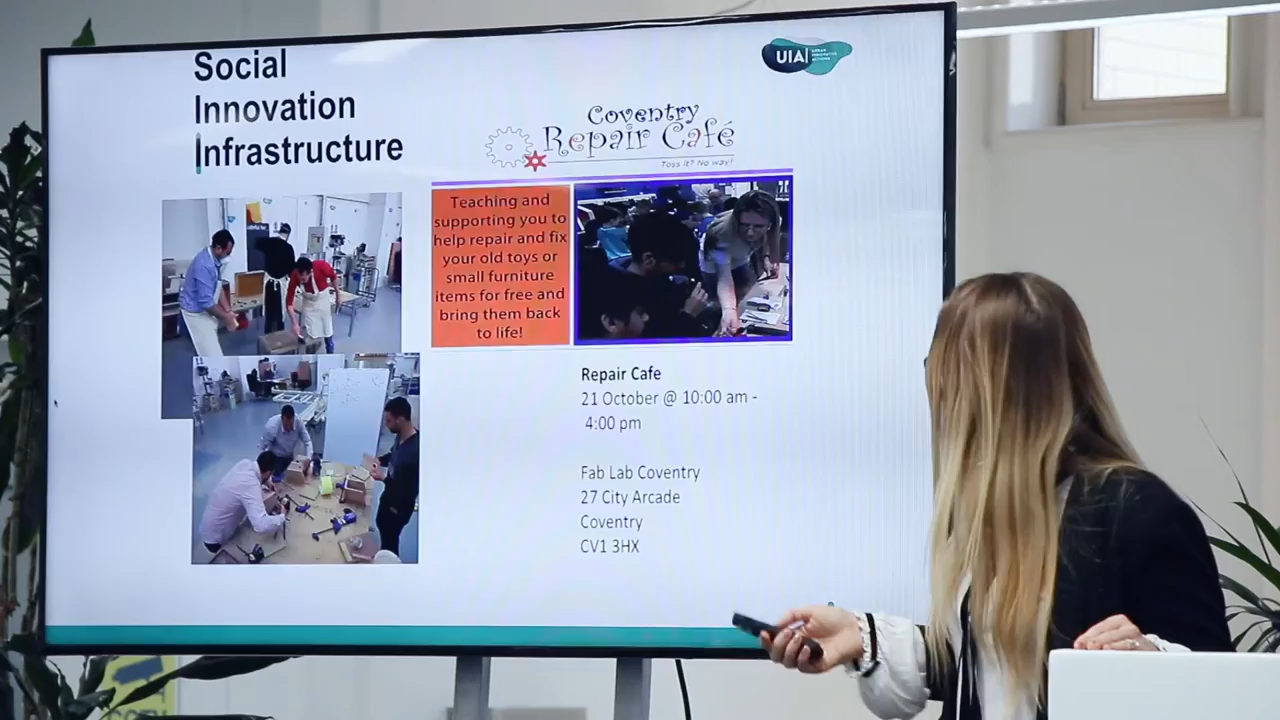 Social
Innovation
Infrastructure
UIA
Coventry
Repair Café
Toss it? No way!
Teaching and
supporting you to
help repair and fix
your old toys or
small furniture
items for free and
bring them back
to life!
Repair Cafe
21 October @ 10:00 am -
4:00 pm
Fab Lab Coventry
27 City Arcade
Coventry
CV1 3HX